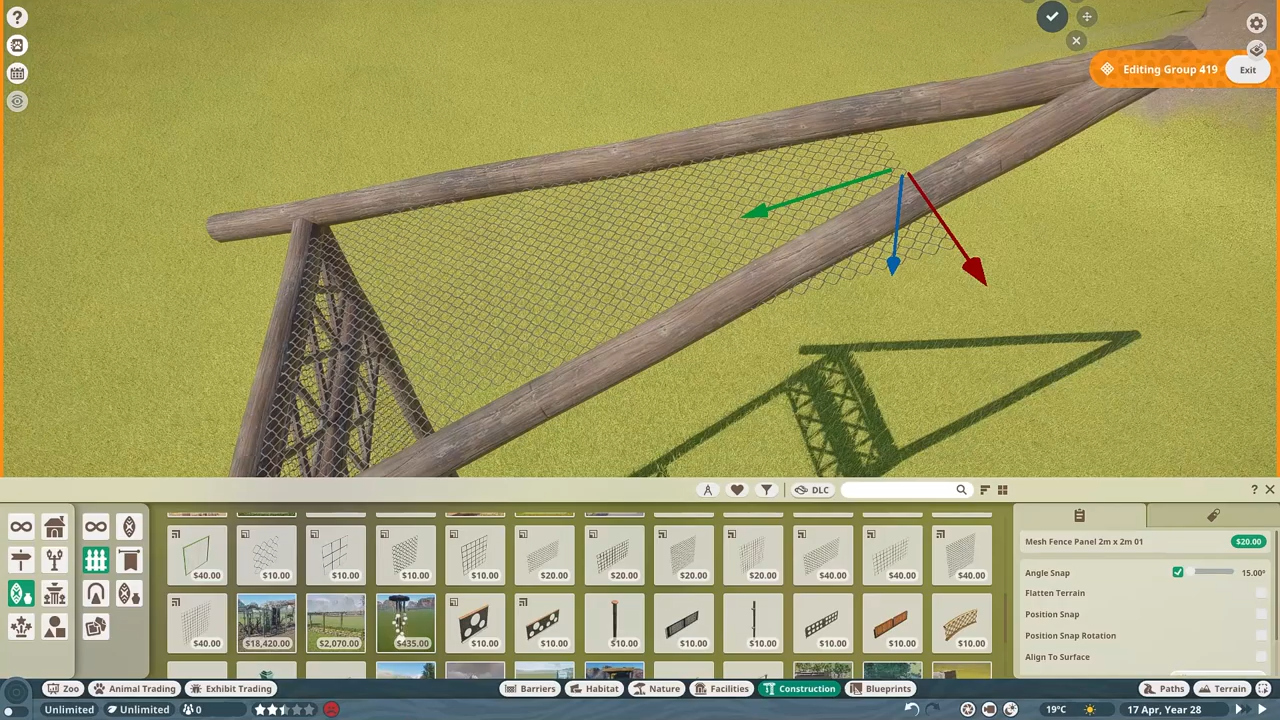 ?
Editing Group 419 Exit
DLC
? ×
$40.00 $10.00 $10.00 $10.00 $10.00 $20.00 $20.00 $20.00 $20.00 $40.00 $40.00 $40.00
$40.00 $18,420.00 $2,070.00 $435.00 $10.00 $10.00 $10.00 $10.00 $10.00 $10.00 $10.00 $10.00
Mesh Fence Panel 2m x 2m 01 $20.00
Angle Snap 15.00°
Flatten Terrain
Position Snap
Position Snap Rotation
Align To Surface
Zoo Animal Trading Exhibit Trading Barriers Habitat Nature Facilities Construction Blueprints Paths Terrain
Unlimited Unlimited 0 19°C 17 Apr, Year 28